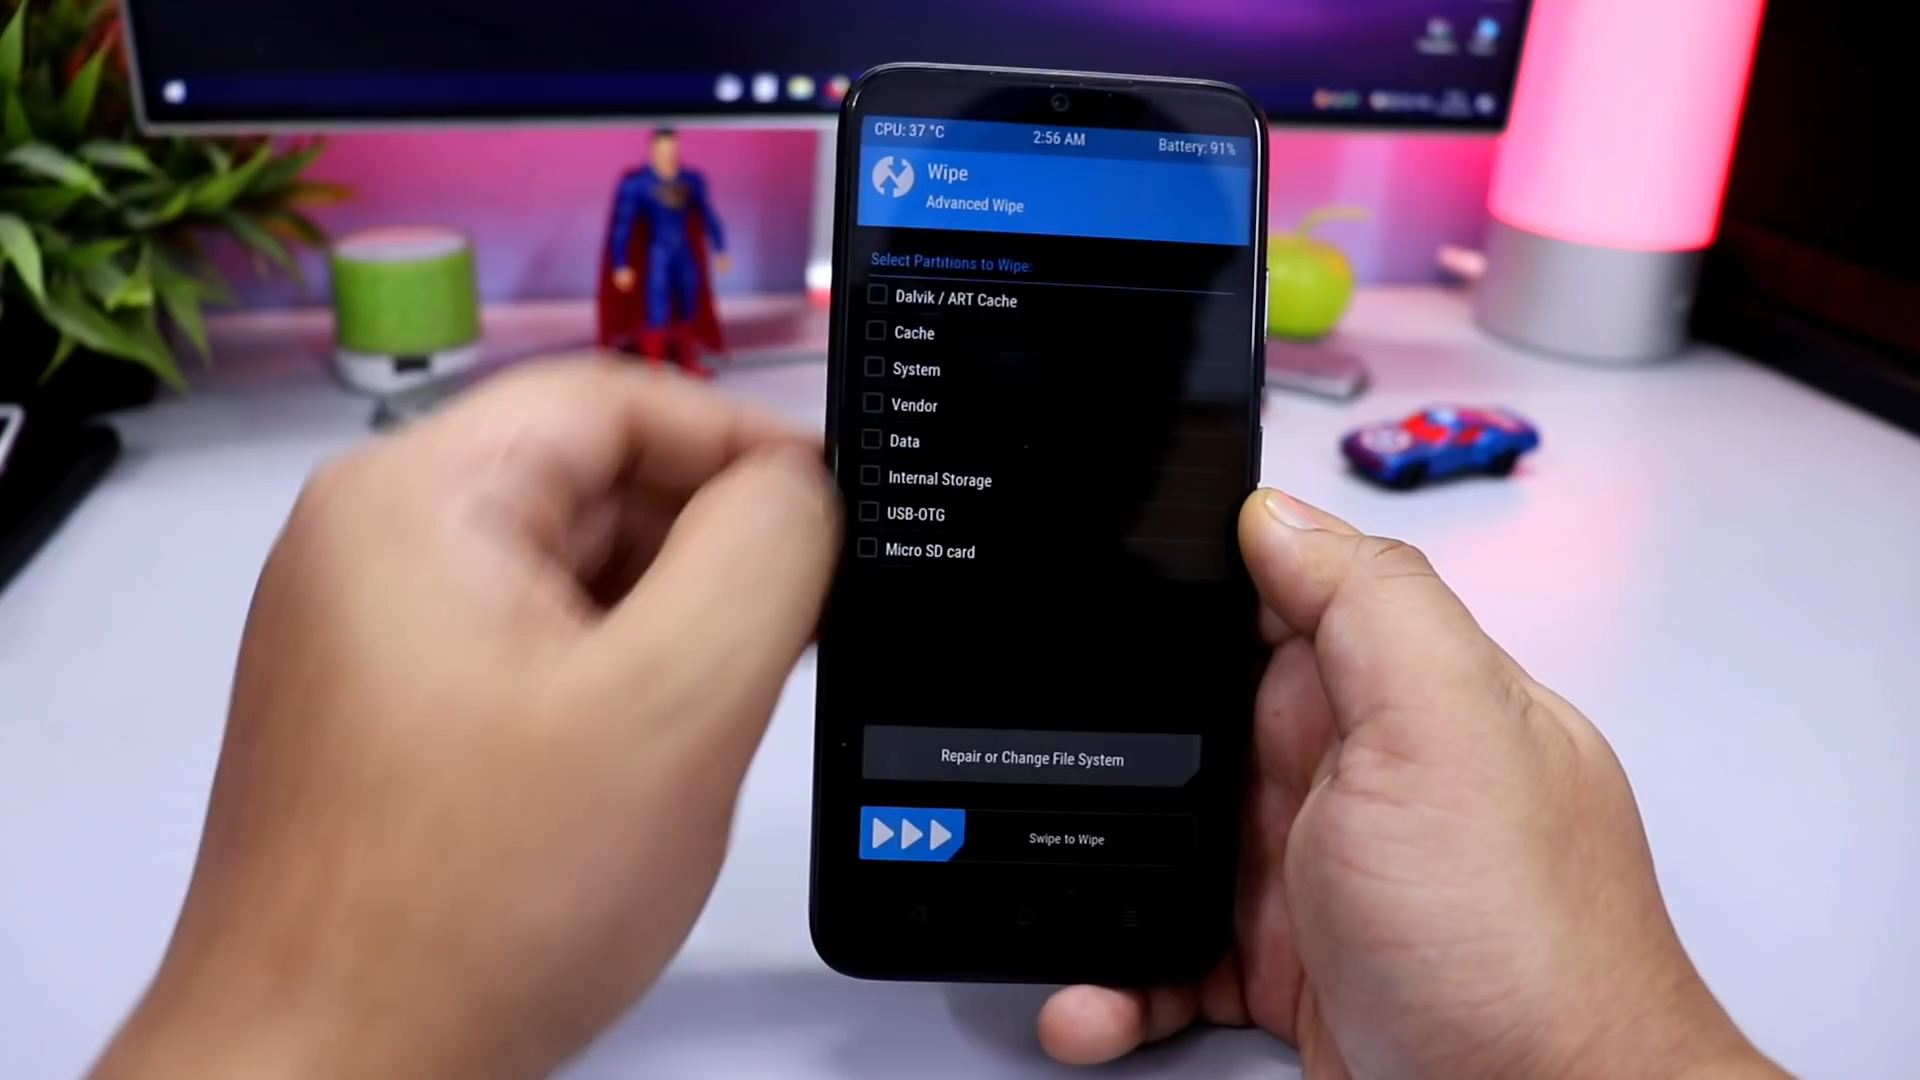 CPU: 37 °C 2:56 AM Battery: 91%
Wipe
Advanced Wipe
Select Partitions to Wipe:
Dalvik / ART Cache
Cache
System
Vendor
Data
Internal Storage
USB-OTG
Micro SD card
Repair or Change File System
Swipe to Wipe